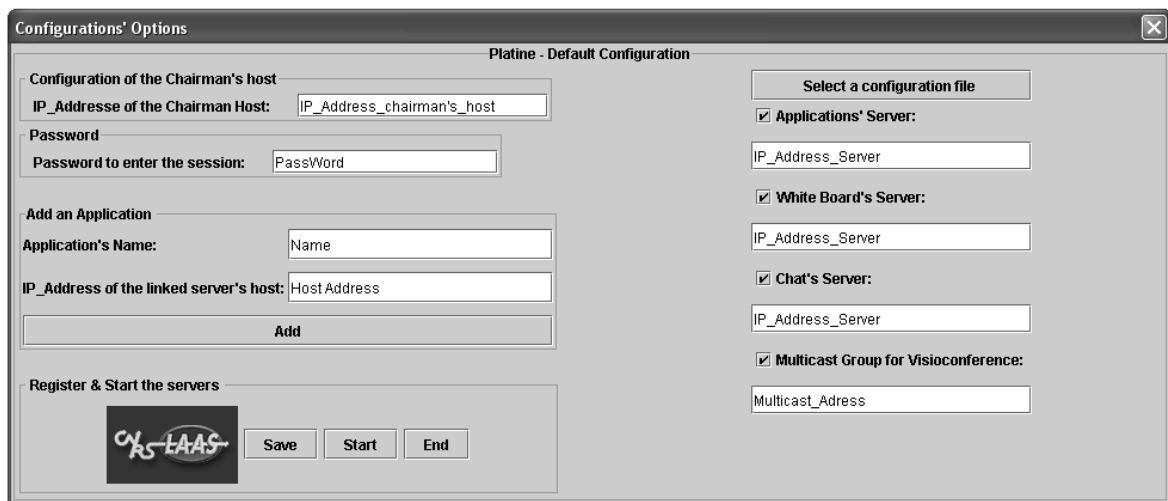 Configurations' Options
Platine - Default Configuration
Configuration of the Chairman's host
IP_Addresse of the Chairman Host: IP_Address_chairman's_host
Password
Password to enter the session: PassWord
Add an Application
Application's Name: Name
IP_Address of the linked server's host: Host Address
Add
Register & Start the servers
CNRS LAAS
Save Start End
Select a configuration file
Applications' Server:
IP_Address_Server
White Board's Server:
IP_Address_Server
Chat's Server:
IP_Address_Server
Multicast Group for Visioconference:
Multicast_Adress